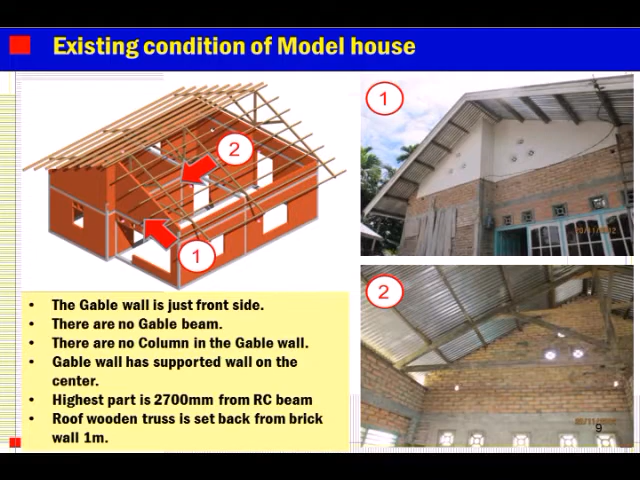 Existing condition of Model house
2
1
1
2
• The Gable wall is just front side.
• There are no Gable beam.
• There are no Column in the Gable wall.
• Gable wall has supported wall on the
center.
• Highest part is 2700mm from RC beam
• Roof wooden truss is set back from brick
wall 1m.
9